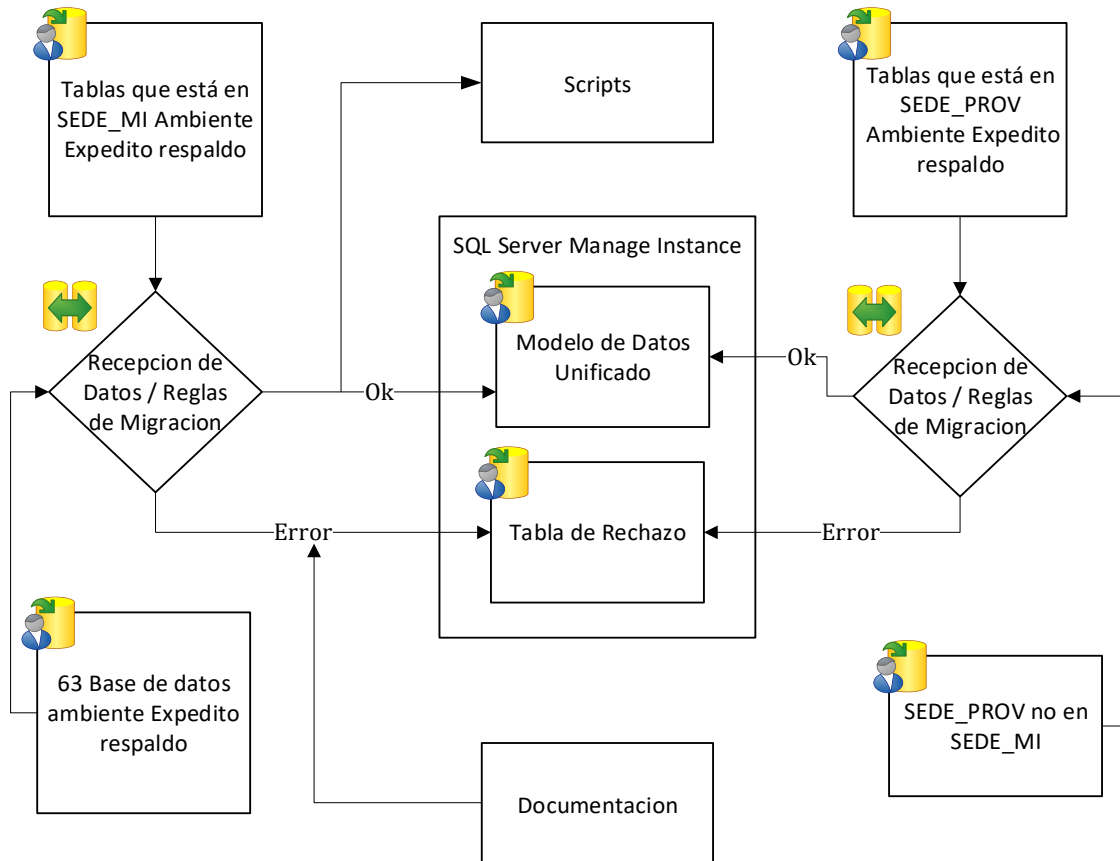 Tablas que está en
SEDE_MI Ambiente
Expedito respaldo
Scripts
Tablas que está en
SEDE_PROV
Ambiente Expedito
respaldo
SQL Server Manage Instance
Modelo de Datos
Unificado
Ok
Recepcion de
Datos / Reglas
de Migracion
Ok
Recepcion de
Datos / Reglas
de Migracion
Error
Tabla de Rechazo
Error
63 Base de datos
ambiente Expedito
respaldo
SEDE_PROV no en
SEDE_MI
Documentacion